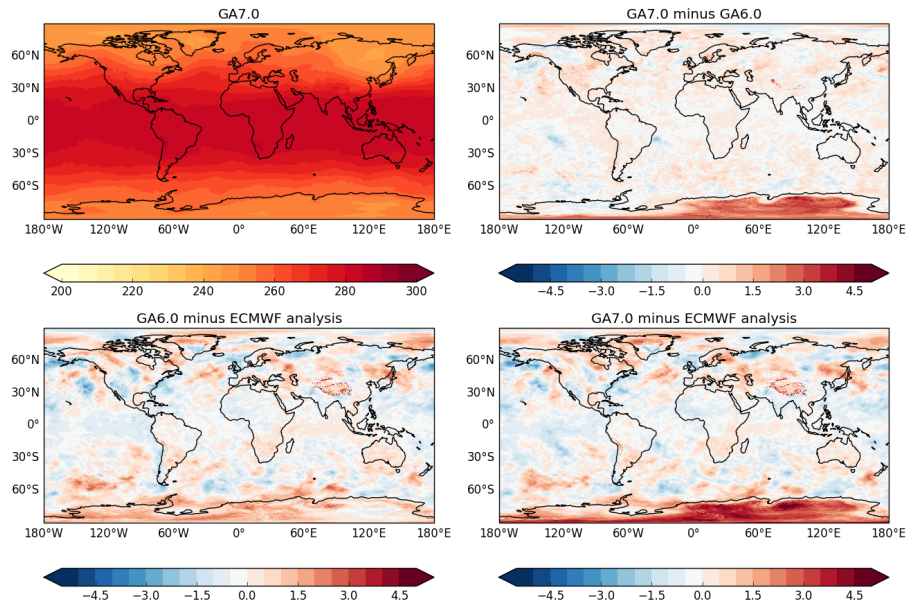 GA7.0
60°N
30°N
0°
30°S
60°S
180°W 120°W 60°W 0° 60°E 120°E 180°E
200 220 240 260 280 300
GA7.0 minus GA6.0
60°N
30°N
0°
30°S
60°S
180°W 120°W 60°W 0° 60°E 120°E 180°E
−4.5 −3.0 −1.5 0.0 1.5 3.0 4.5
GA6.0 minus ECMWF analysis
60°N
30°N
0°
30°S
60°S
180°W 120°W 60°W 0° 60°E 120°E 180°E
−4.5 −3.0 −1.5 0.0 1.5 3.0 4.5
GA7.0 minus ECMWF analysis
60°N
30°N
0°
30°S
60°S
180°W 120°W 60°W 0° 60°E 120°E 180°E
−4.5 −3.0 −1.5 0.0 1.5 3.0 4.5